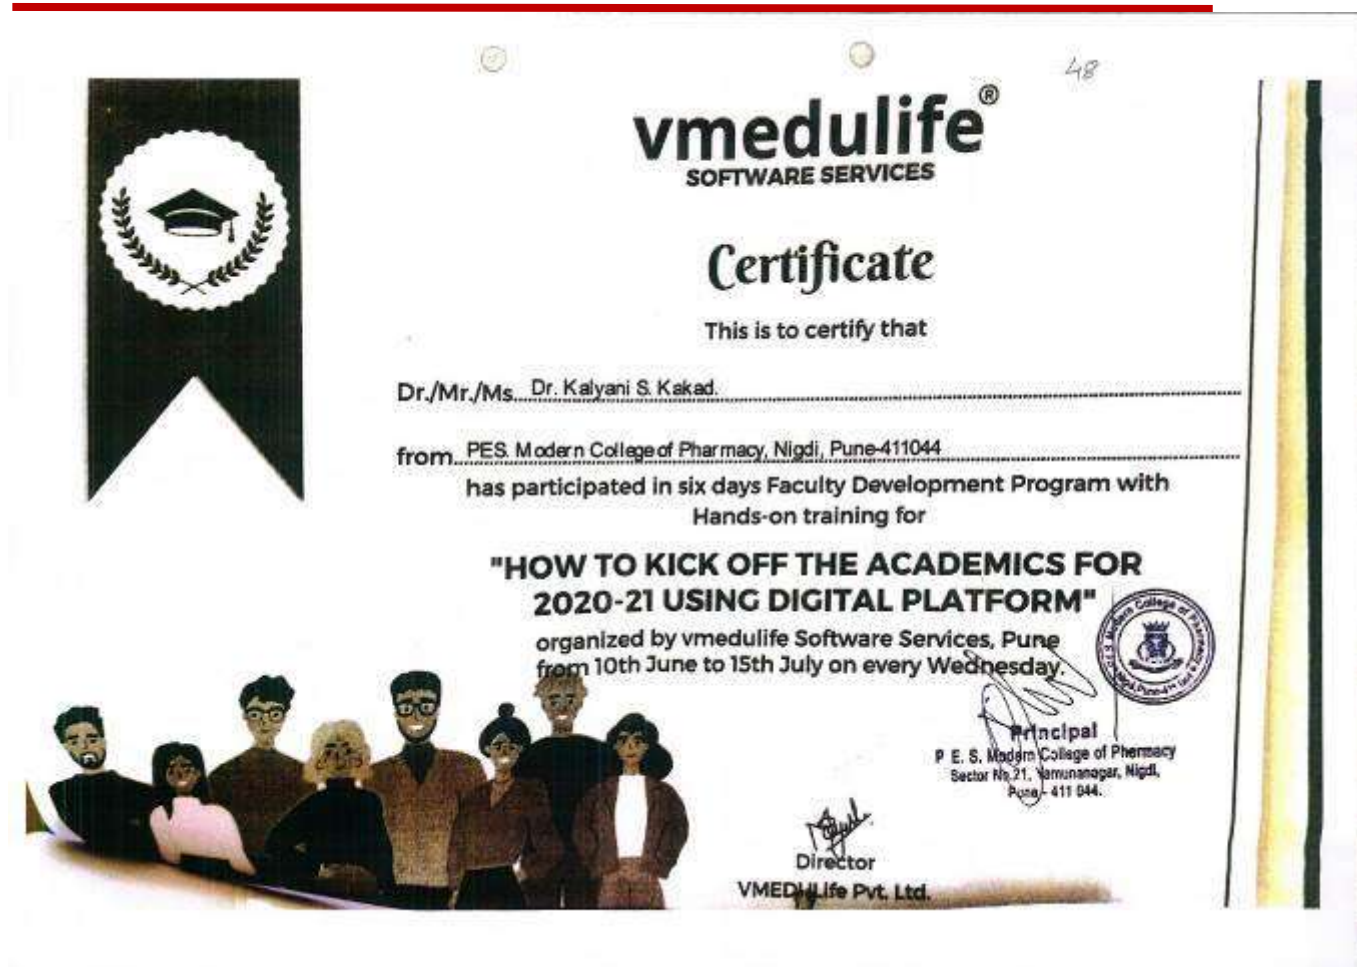 48
vmedulife®
SOFTWARE SERVICES
Certificate
This is to certify that
Dr./Mr./Ms. Dr. Kalyani S. Kakad.
from PES. Modern College of Pharmacy, Nigdi, Pune-411044
has participated in six days Faculty Development Program with
Hands-on training for
"HOW TO KICK OFF THE ACADEMICS FOR
2020-21 USING DIGITAL PLATFORM"
organized by vmedulife Software Services, Pune
from 10th June to 15th July on every Wednesday.
Modern College of Pharmacy
Principal
P E. S. Modern College of Pharmacy
Sector No.21, Yamunanagar, Nigdi,
Pune - 411 044.
Director
VMEDULife Pvt. Ltd.